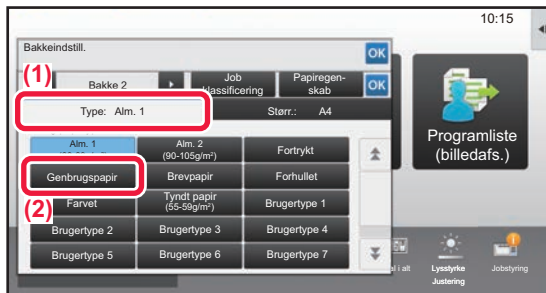 10:15
Bakkeindstill.
OK
(1)
Bakke 2
Job
klassificering
Papiregen-
skab
OK
Type: Alm. 1
Størr.: A4
Alm. 1
Alm. 2
(90-105g/m²)
Fortrykt
Genbrugspapir
Brevpapir
Forhullet
(2)
Farvet
Tyndt papir
(55-59g/m²)
Brugertype 1
Brugertype 2
Brugertype 3
Brugertype 4
Brugertype 5
Brugertype 6
Brugertype 7
Programliste
(billedafs.)
i alt
Lysstyrke
Justering
Jobstyring